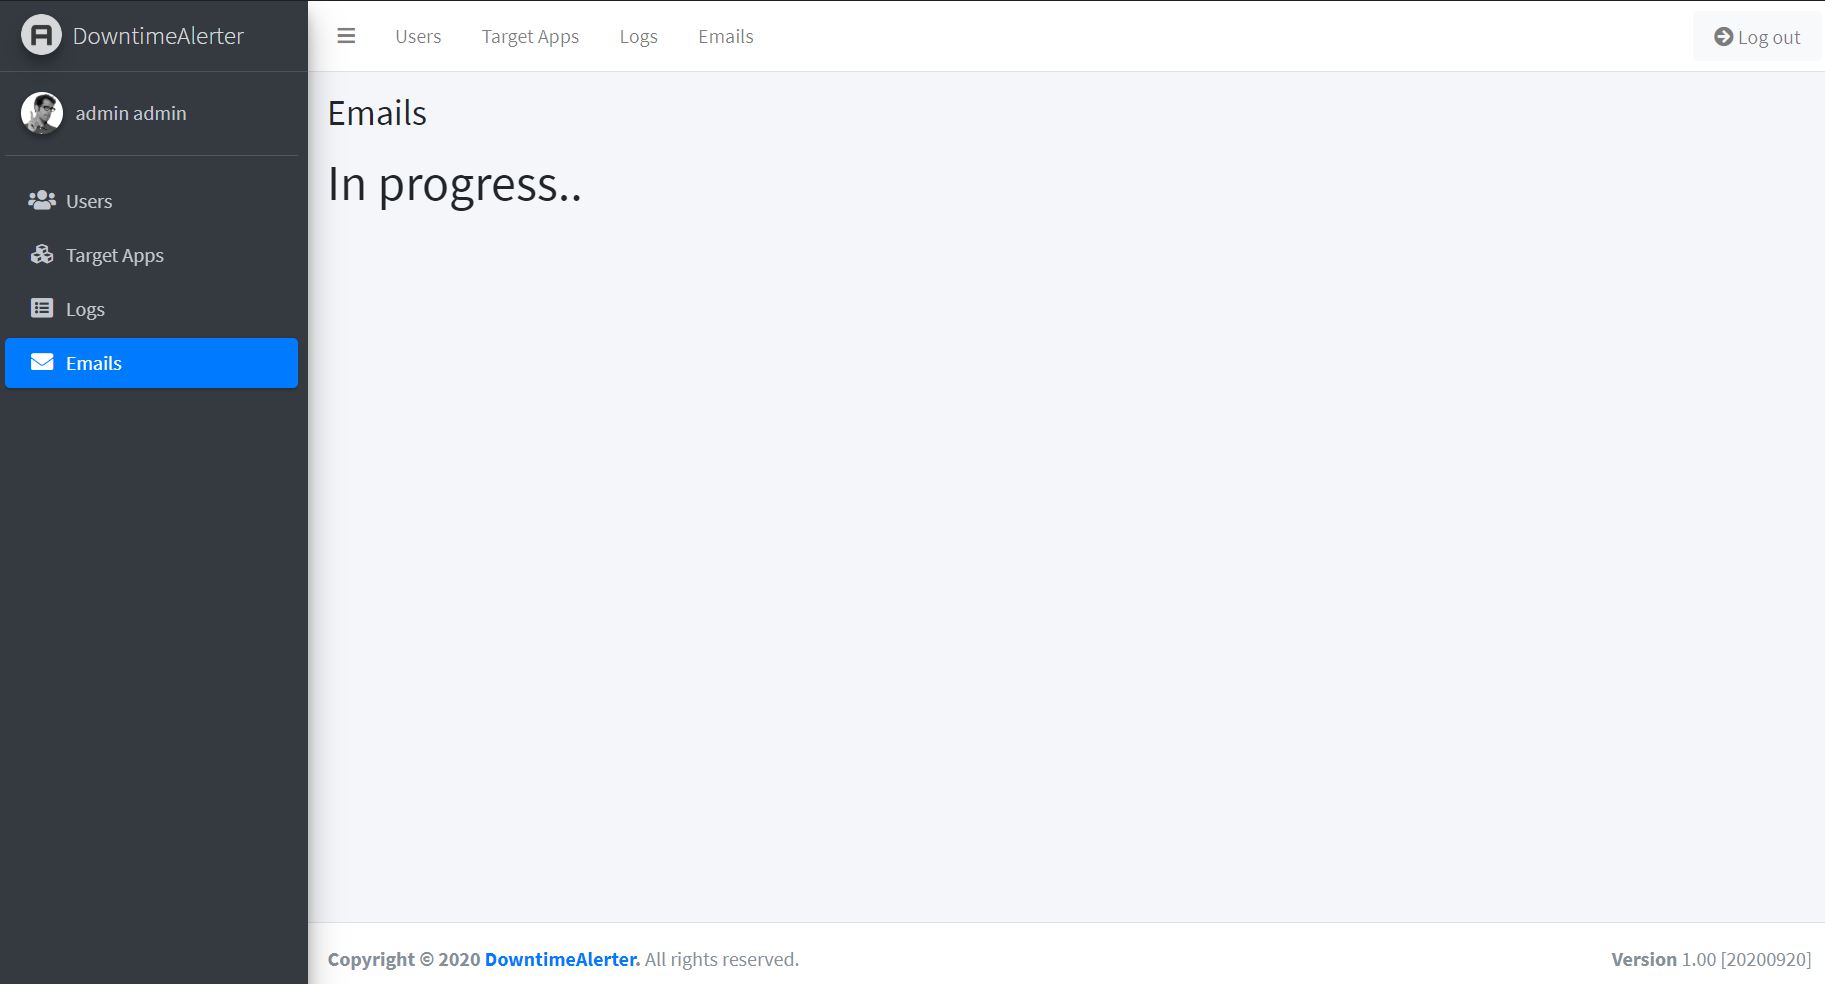 DowntimeAlerter
admin admin
Users
Target Apps
Logs
Emails
Users Target Apps Logs Emails
Log out
Emails
In progress..
Copyright © 2020 DowntimeAlerter. All rights reserved.
Version 1.00 [20200920]